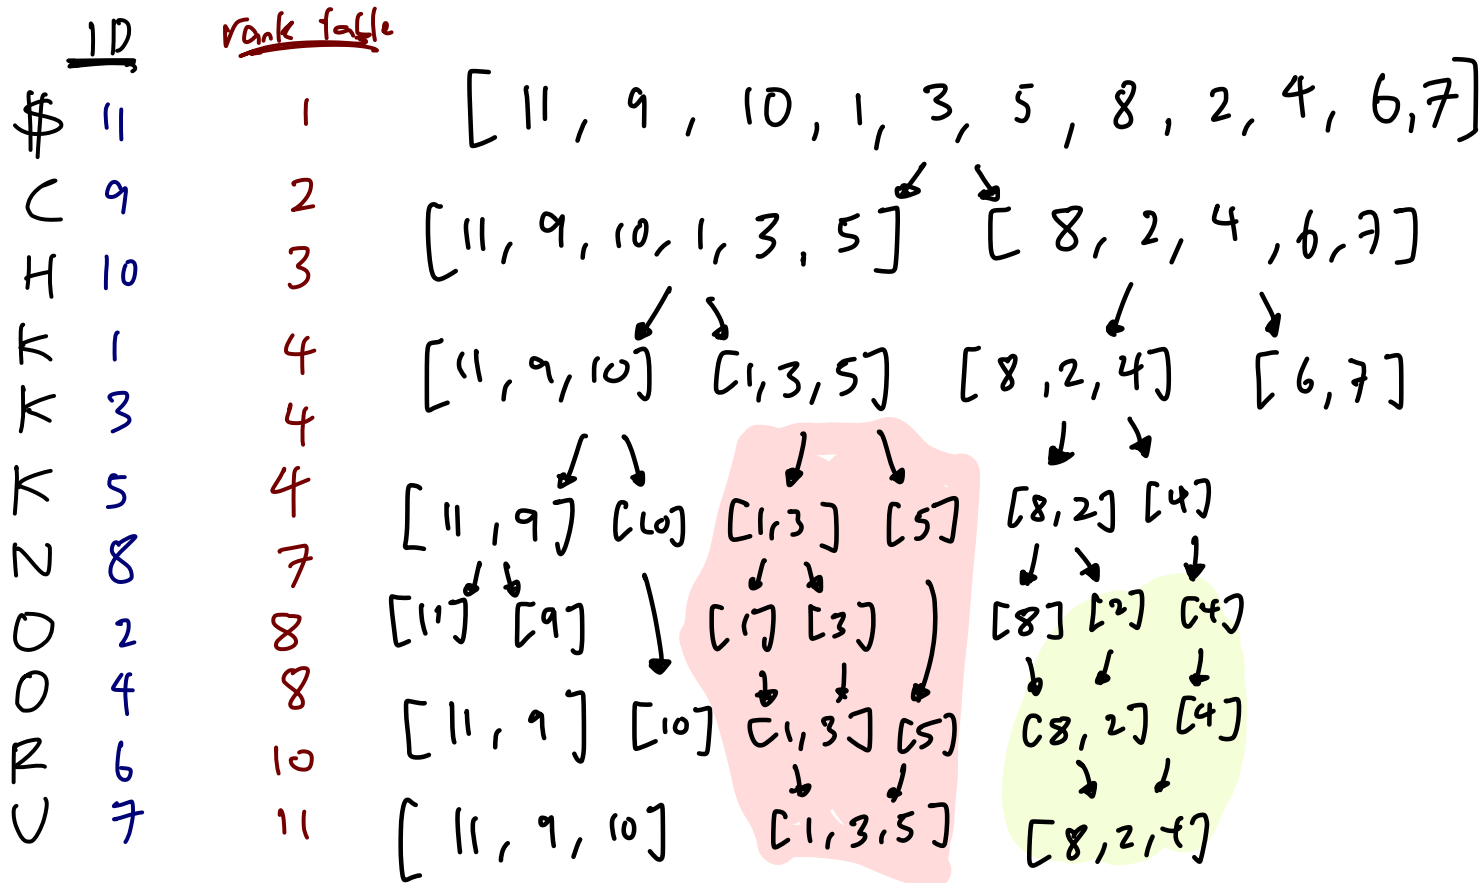 ID rank table
$ 11 1 [11, 9, 10, 1, 3, 5, 8, 2, 4, 6, 7]
C 9 2 [11, 9, 10, 1, 3, 5] [8, 2, 4, 6, 7]
H 10 3
K 1 4 [11, 9, 10] [1, 3, 5] [8, 2, 4] [6, 7]
K 3 4
K 5 4 [11, 9] [10] [1, 3] [5] [8, 2] [4]
N 8 7
O 2 8 [11] [9] [1] [3] [8] [2] [4]
O 4 8 [11, 9] [10] [1, 3] [5] [8, 2] [4]
R 6 10
U 7 11 [11, 9, 10] [1, 3, 5] [8, 2, 4]